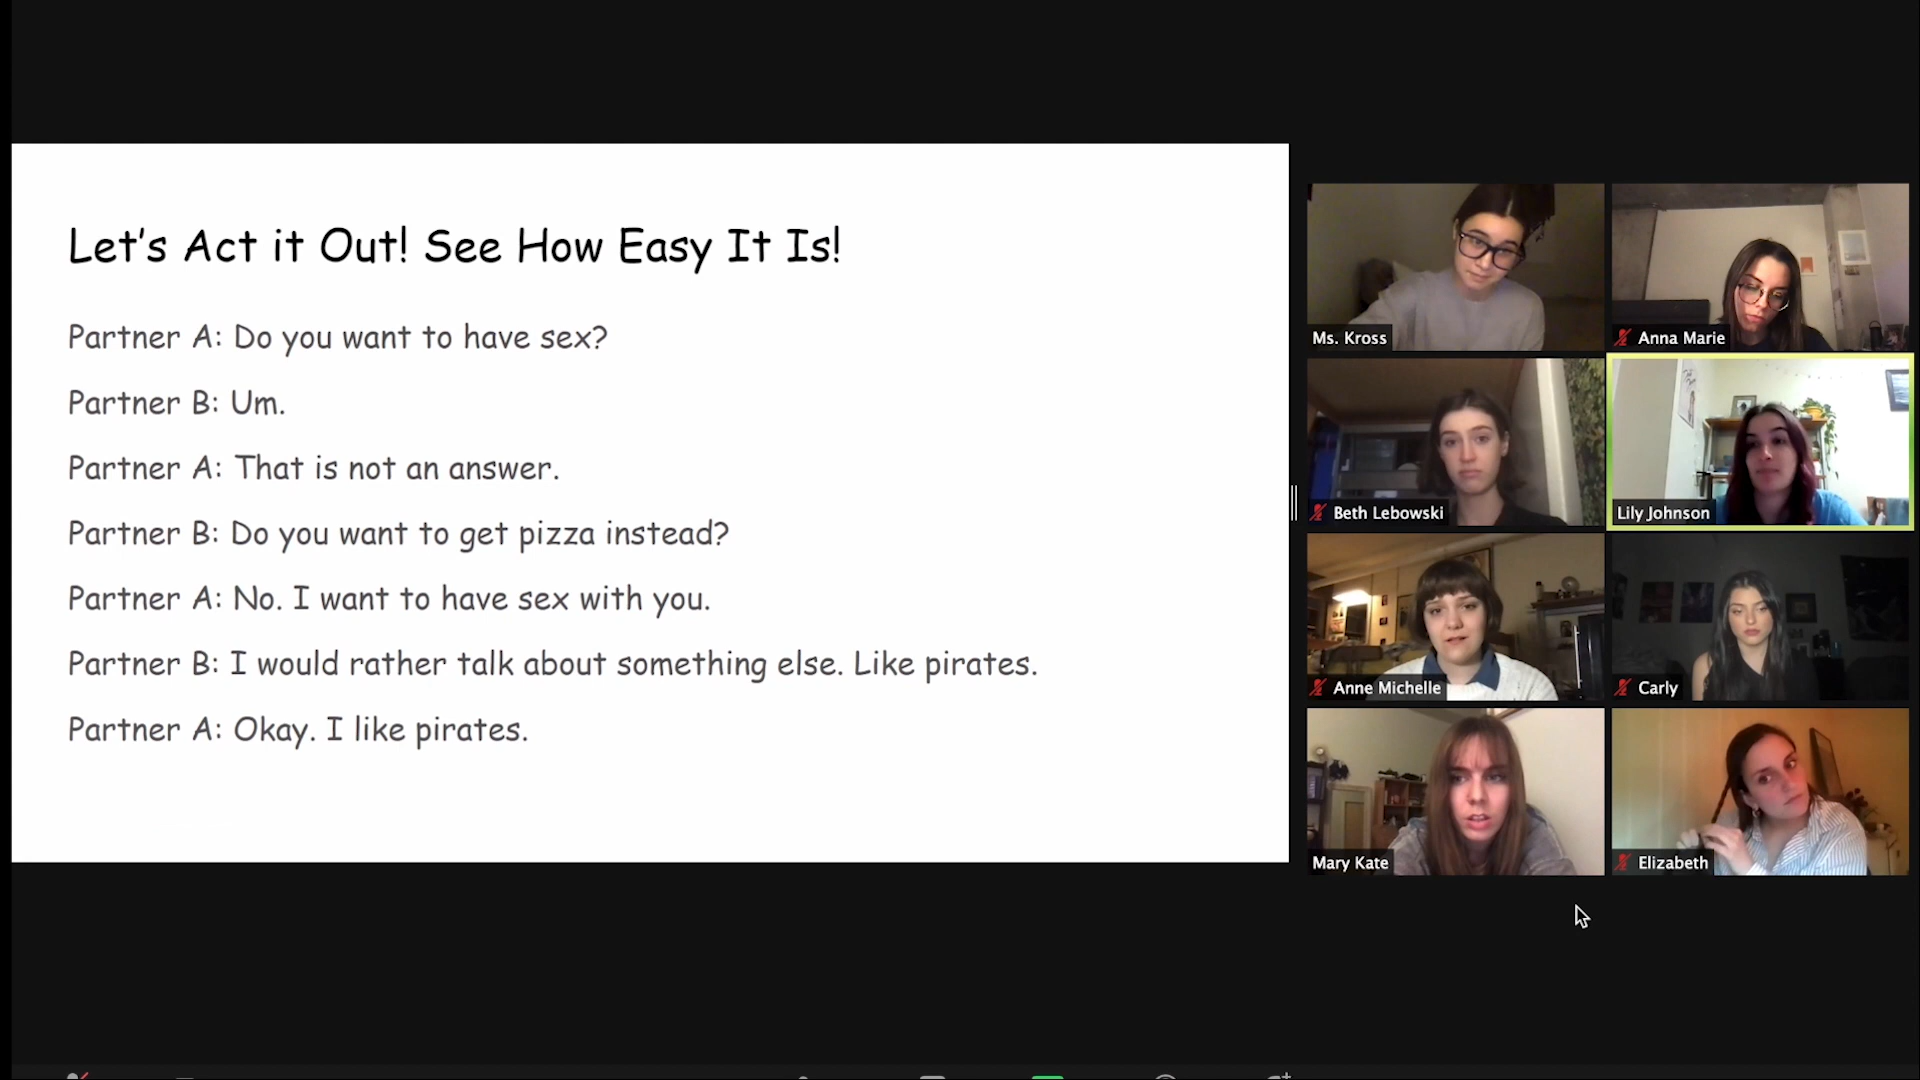 Let's Act it Out! See How Easy It Is!
Partner A: Do you want to have sex?
Partner B: Um.
Partner A: That is not an answer.
Partner B: Do you want to get pizza instead?
Partner A: No. I want to have sex with you.
Partner B: I would rather talk about something else. Like pirates.
Partner A: Okay. I like pirates.
Ms. Kross
Anna Marie
Beth Lebowski
Lily Johnson
Anne Michelle
Carly
Mary Kate
Elizabeth